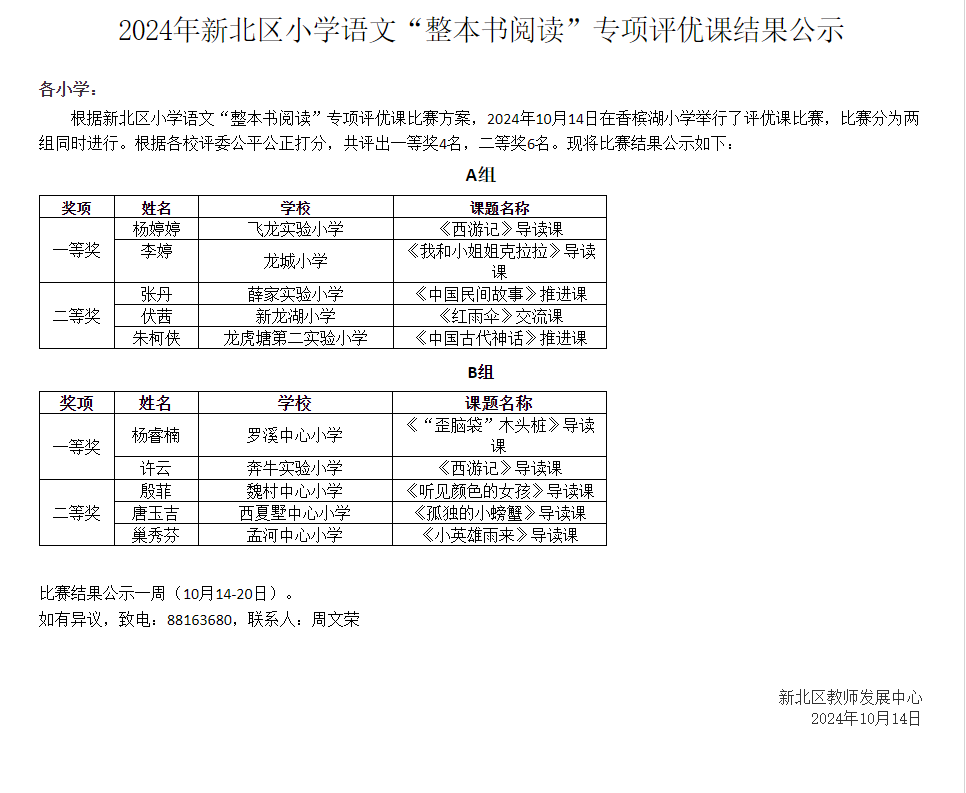 2024年新北区小学语文“整本书阅读”专项评优课结果公示
各小学：
根据新北区小学语文“整本书阅读”专项评优课比赛方案，2024年10月14日在香槟湖小学举行了评优课比赛，比赛分为两
组同时进行。根据各校评委公平公正打分，共评出一等奖4名，二等奖6名。现将比赛结果公示如下：
A组
奖项 姓名 学校 课题名称
一等奖 杨婷婷 飞龙实验小学 《西游记》导读课
李婷 龙城小学 《我和小姐姐克拉拉》导读
课
二等奖 张丹 薛家实验小学 《中国民间故事》推进课
伏茜 新龙湖小学 《红雨伞》交流课
朱柯侠 龙虎塘第二实验小学 《中国古代神话》推进课
B组
奖项 姓名 学校 课题名称
一等奖 杨睿楠 罗溪中心小学 《“歪脑袋”木头桩》导读
课
许云 奔牛实验小学 《西游记》导读课
二等奖 殷菲 魏村中心小学 《听见颜色的女孩》导读课
唐玉吉 西夏墅中心小学 《孤独的小螃蟹》导读课
巢秀芬 孟河中心小学 《小英雄雨来》导读课
比赛结果公示一周（10月14-20日）。
如有异议，致电：88163680，联系人：周文荣
新北区教师发展中心
2024年10月14日